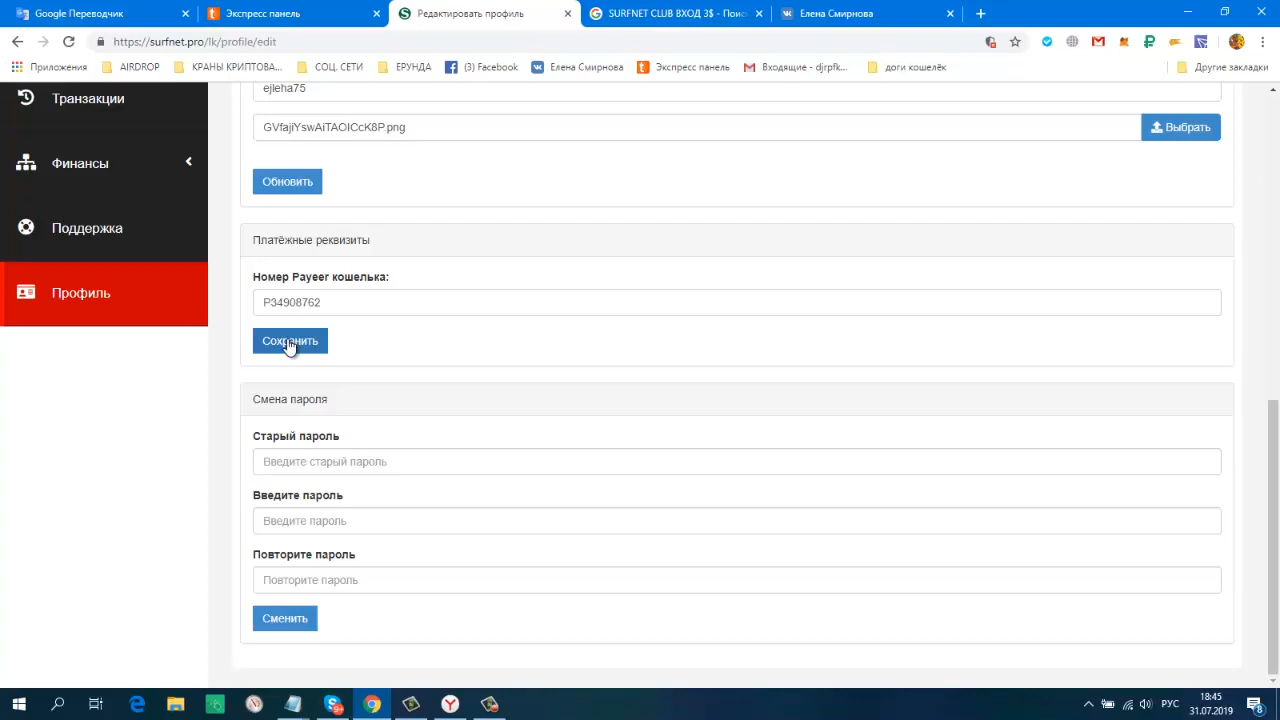 Google Переводчик
Экспресс панель
Редактировать профиль
SURFNET CLUB ВХОД 3$ - Поис
Елена Смирнова
https://surfnet.pro/lk/profile/edit
Приложения
AIRDROP
КРАНЫ КРИПТОВА...
СОЦ. СЕТИ
ЕРУНДА
(3) Facebook
Елена Смирнова
Экспресс панель
Входящие - djrpfk...
доги кошелёк
Другие закладки
Транзакции
Финансы
Поддержка
Профиль
ejleha75
GVfajiYswAiTAOICcK8P.png
Выбрать
Обновить
Платёжные реквизиты
Номер Payeer кошелька:
P34908762
Сохранить
Смена пароля
Старый пароль
Введите старый пароль
Введите пароль
Введите пароль
Повторите пароль
Повторите пароль
Сменить
РУС
18:45
31.07.2019